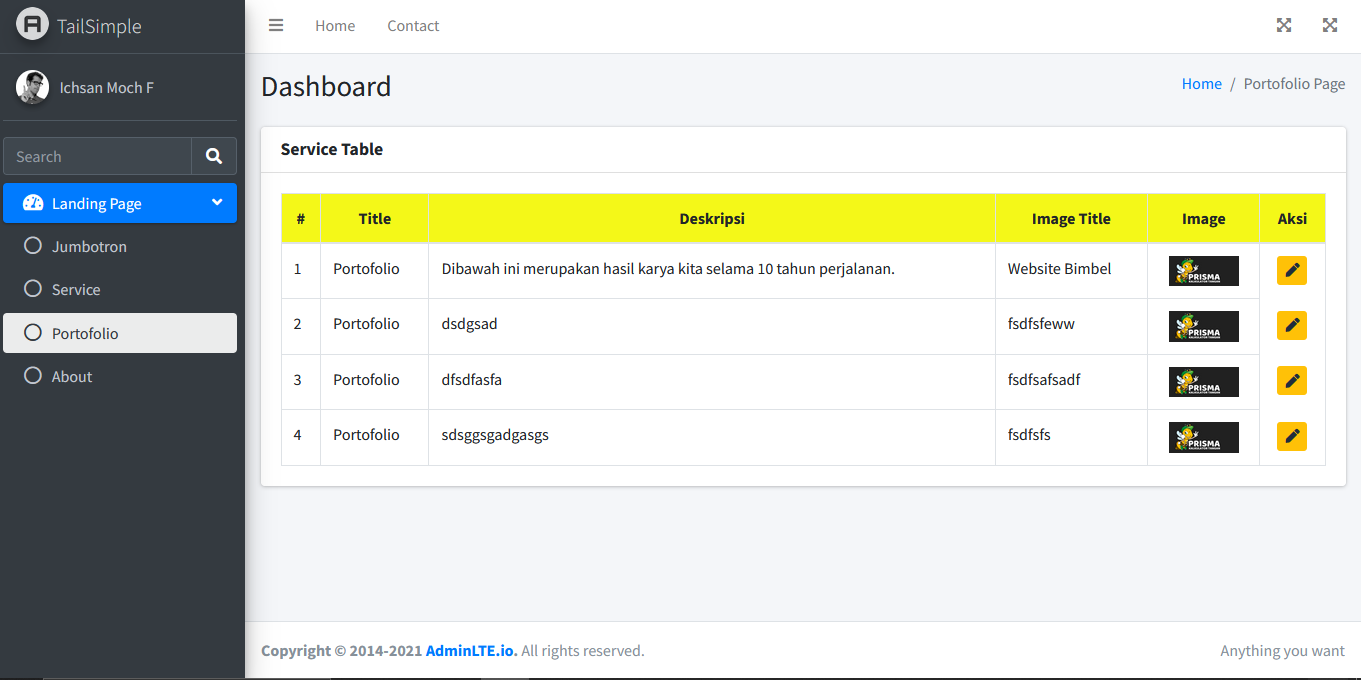 TailSimple
Home Contact
Ichsan Moch F
Dashboard
Home / Portofolio Page
Search
Landing Page
Jumbotron
Service
Portofolio
About
Service Table
# Title Deskripsi Image Title Image Aksi
1 Portofolio Dibawah ini merupakan hasil karya kita selama 10 tahun perjalanan. Website Bimbel PRISMA
2 Portofolio dsdgsad fsdfsfeww PRISMA
3 Portofolio dfsdfasfa fsdfsafsadf PRISMA
4 Portofolio sdsggsgadgasgs fsdfsfs PRISMA
Copyright © 2014-2021 AdminLTE.io. All rights reserved.
Anything you want